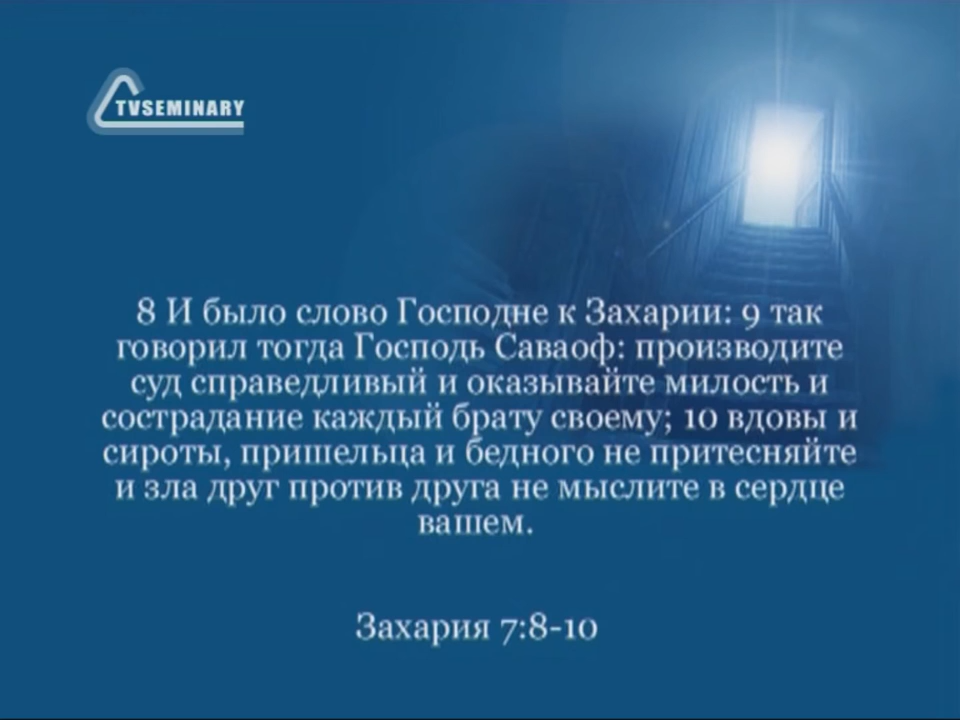 TVSEMINARY
8 И было слово Господне к Захарии: 9 так
говорил тогда Господь Саваоф: производите
суд справедливый и оказывайте милость и
сострадание каждый брату своему; 10 вдовы и
сироты, пришельца и бедного не притесняйте
и зла друг против друга не мыслите в сердце
вашем.
Захария 7:8-10